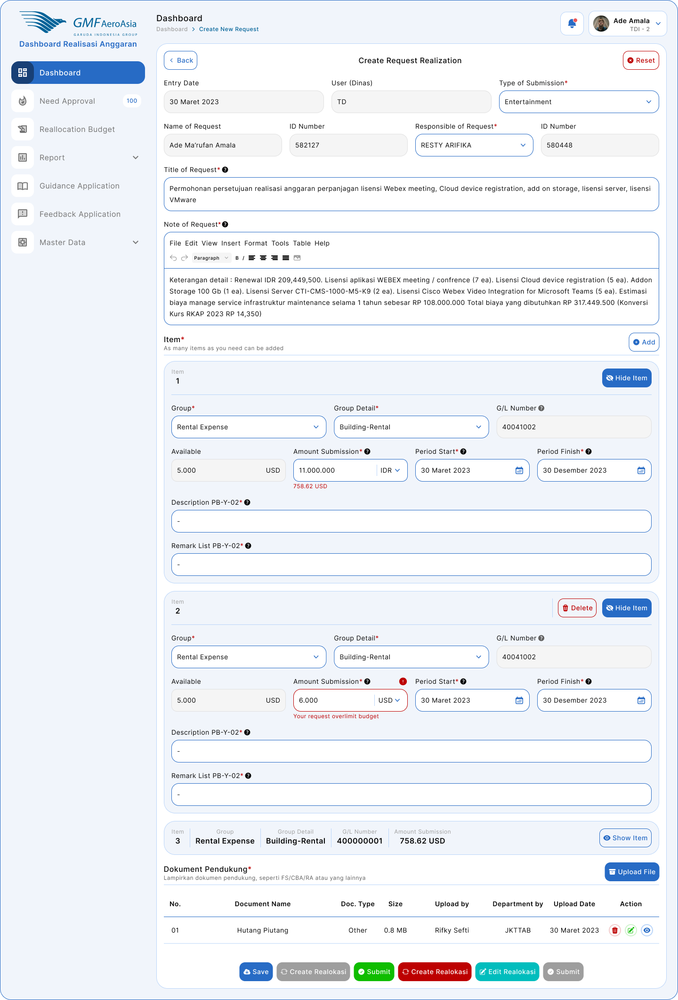 GMF AeroAsia
GARUDA INDONESIA GROUP
Dashboard Realisasi Anggaran
Dashboard
Need Approval
100
Reallocation Budget
Report
Guidance Application
Feedback Application
Master Data
Dashboard
Dashboard > Create New Request
Ade Amala
TDI - 2
Back
Create Request Realization
Reset
Entry Date
User (Dinas)
Type of Submission*
30 Maret 2023
TD
Entertainment
Name of Request
ID Number
Responsible of Request*
ID Number
Ade Ma’rufan Amala
582127
RESTY ARIFIKA
580448
Title of Request*
Permohonan persetujuan realisasi anggaran perpanjagan lisensi Webex meeting, Cloud device registration, add on storage, lisensi server, lisensi
VMware
Note of Request*
File Edit View Insert Format Tools Table Help
Paragraph B /
Keterangan detail : Renewal IDR 209,449,500. Lisensi aplikasi WEBEX meeting / confrence (7 ea). Lisensi Cloud device registration (5 ea). Addon
Storage 100 Gb (1 ea). Lisensi Server CTI-CMS-1000-M5-K9 (2 ea). Lisensi Cisco Webex Video Integration for Microsoft Teams (5 ea). Estimasi
biaya manage service infrastruktur maintenance selama 1 tahun sebesar RP 108.000.000 Total biaya yang dibutuhkan RP 317.449.500 (Konversi
Kurs RKAP 2023 RP 14,350)
Item*
As many items as you need can be added
Add
Item
1
Hide Item
Group*
Group Detail*
G/L Number
Rental Expense
Building-Rental
40041002
Available
Amount Submission*
Period Start*
Period Finish*
5.000 USD
11.000.000 IDR
30 Maret 2023
30 Desember 2023
758.62 USD
Description PB-Y-02*
-
Remark List PB-Y-02*
-
Item
2
Delete
Hide Item
Group*
Group Detail*
G/L Number
Rental Expense
Building-Rental
40041002
Available
Amount Submission*
Period Start*
Period Finish*
5.000 USD
6.000 USD
30 Maret 2023
30 Desember 2023
Your request overlimit budget
Description PB-Y-02*
-
Remark List PB-Y-02*
-
Item Group Group Detail G/L Number Amount Submission
3 Rental Expense Building-Rental 400000001 758.62 USD
Show Item
Dokument Pendukung*
Lampirkan dokumen pendukung, seperti FS/CBA/RA atau yang lainnya
Upload File
No. Document Name Doc. Type Size Upload by Department by Upload Date Action
01 Hutang Piutang Other 0.8 MB Rifky Sefti JKTTAB 30 Maret 2023
Save Create Realokasi Submit Create Realokasi Edit Realokasi Submit